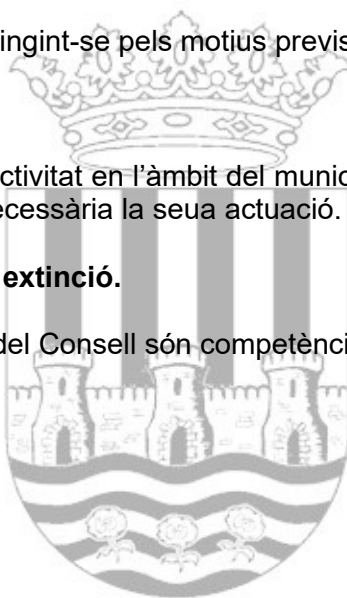 ingint-se pels motius previs
ctivitat en l’àmbit del munic
ecessària la seua actuació.
extinció.
del Consell són competènci